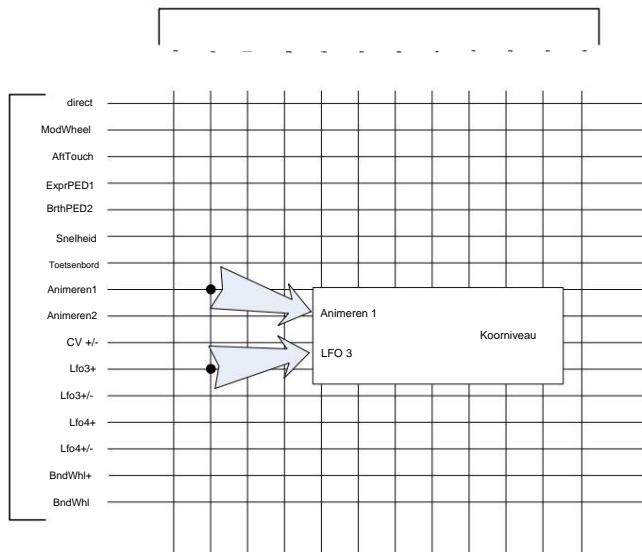 direct
ModWheel
AftTouch
ExprPED1
BrthPED2
Snelheid
Toetsenbord
Animeren1
Animeren2
CV +/-
Lfo3+
Lfo3+/-
Lfo4+
Lfo4+/-
BndWhl+
BndWhl
Animeren 1
Koorniveau
LFO 3